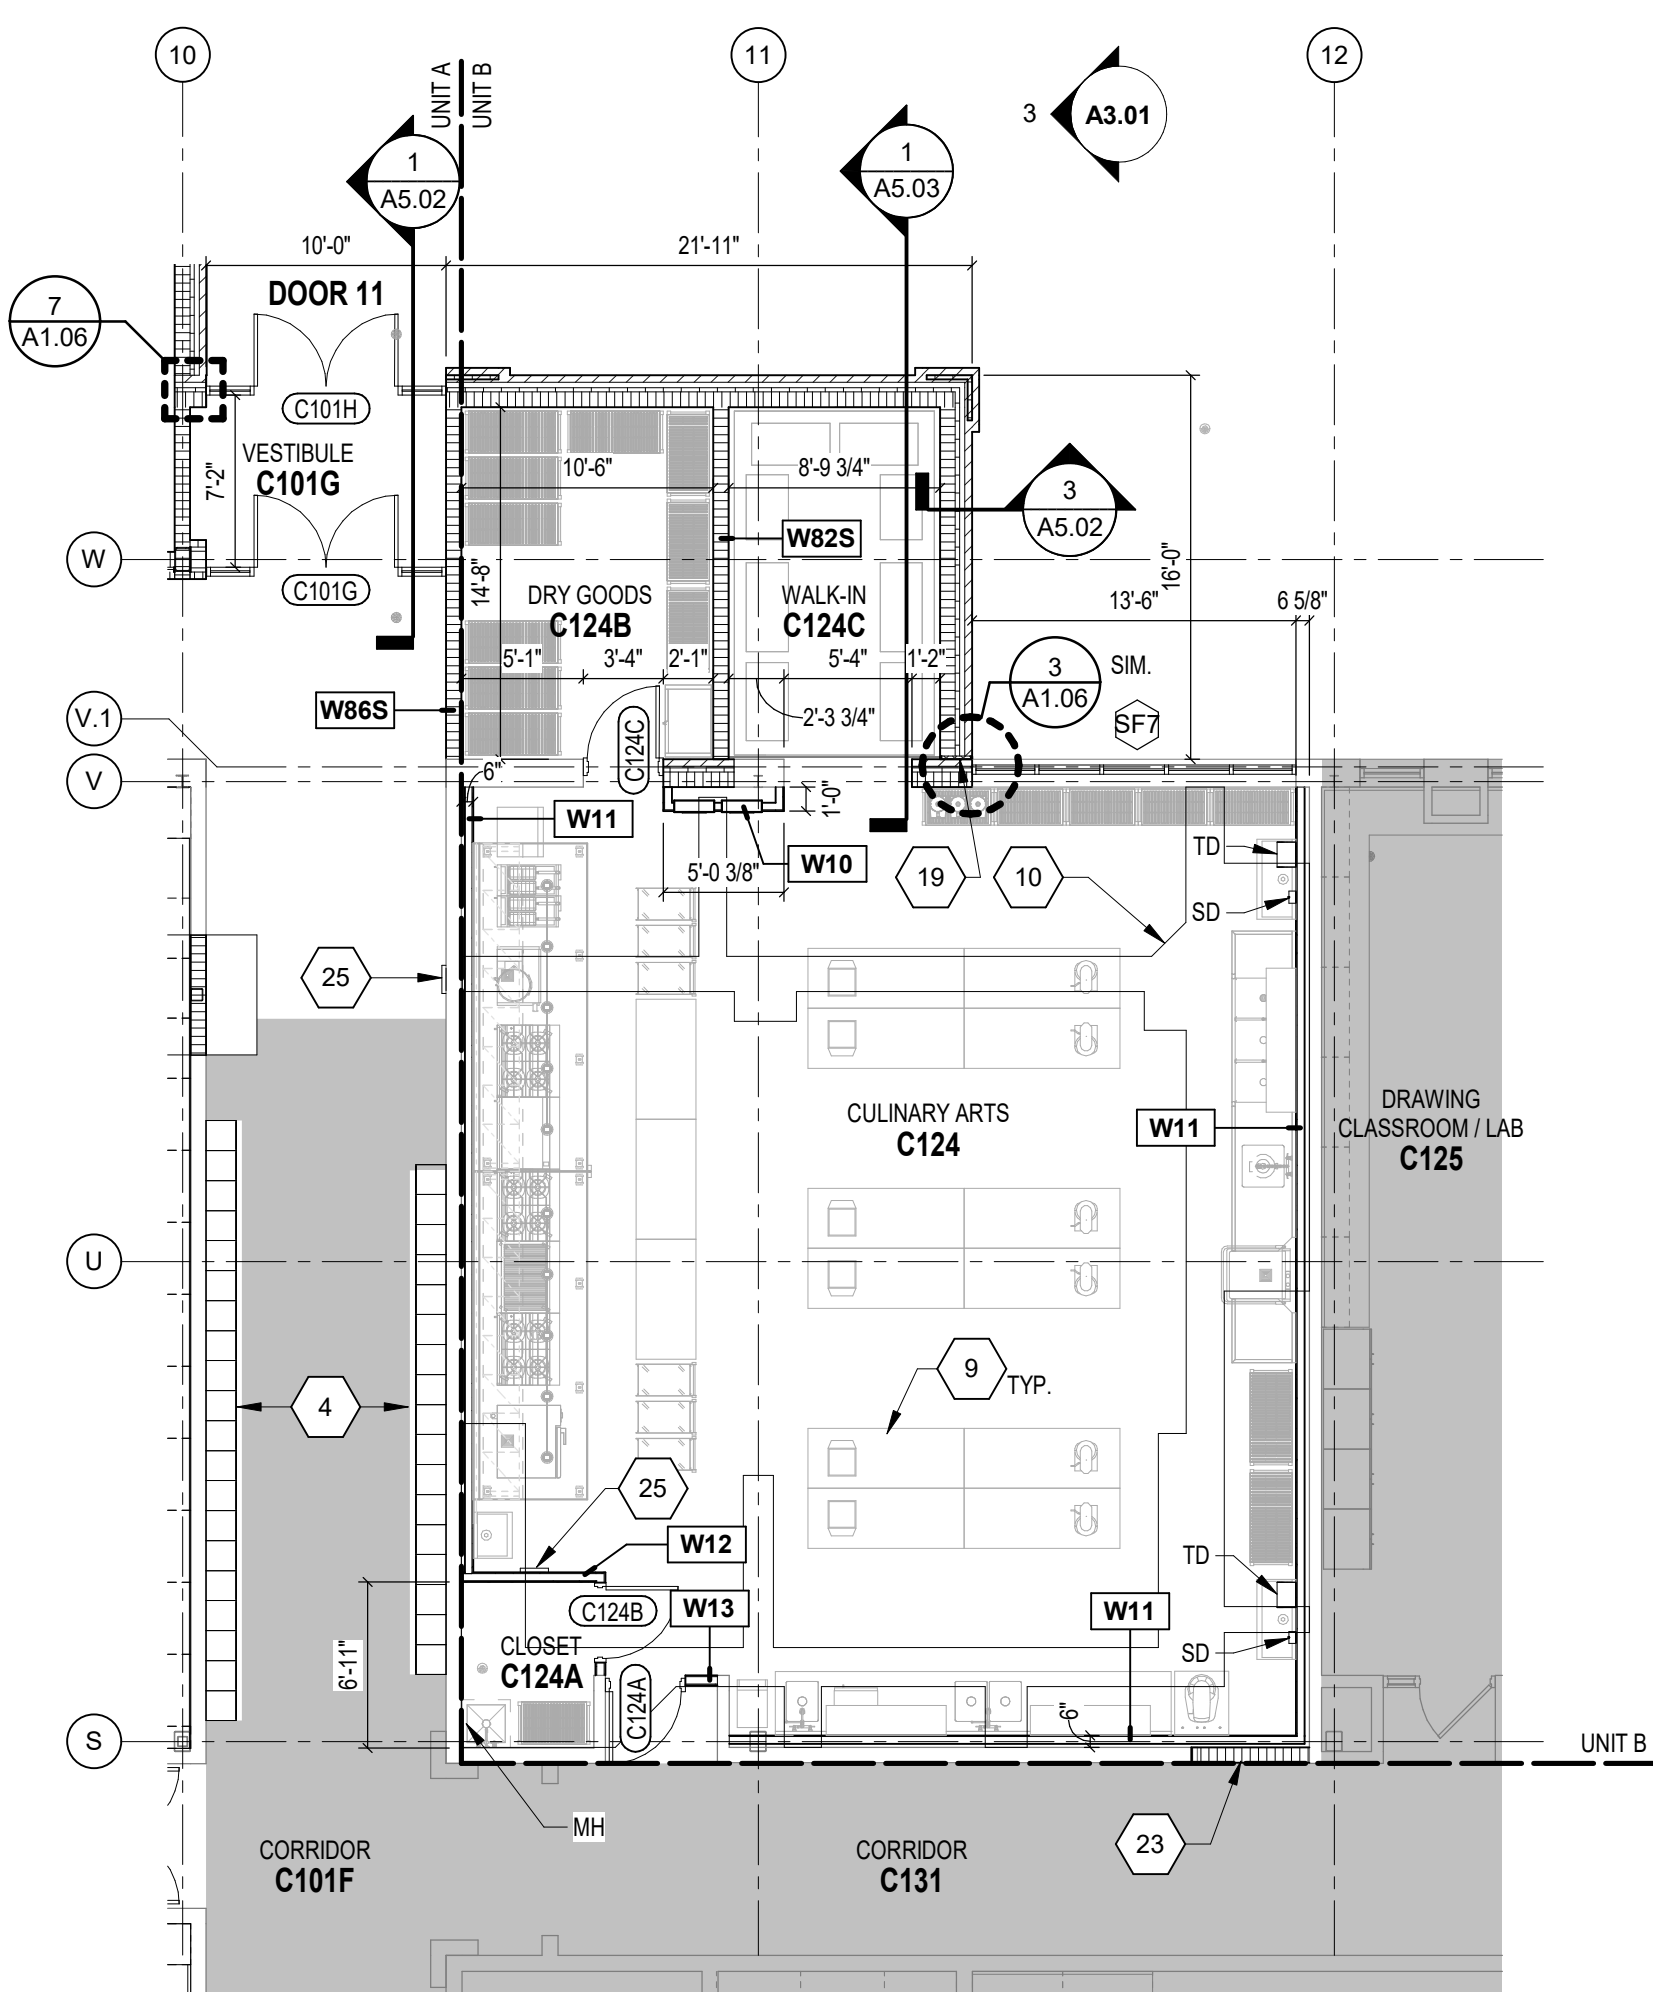 10
11
12
UNIT A
UNIT B
3
A3.01
1
A5.02
1
A5.03
10'-0"
21'-11"
7
A1.06
DOOR 11
C101H
VESTIBULE
C101G
7'-2"
10'-6"
8'-9 3/4"
3
A5.02
W82S
W
C101G
14'-8"
DRY GOODS
C124B
WALK-IN
C124C
16'-0"
13'-6"
6 5/8"
5'-1"
3'-4"
2'-1"
5'-4"
1'-2"
3
A1.06
SIM.
SF7
W86S
V.1
2'-3 3/4"
C124C
V
6"
1'-0"
W11
W10
5'-0 3/8"
19
10
TD
SD
25
CULINARY ARTS
C124
W11
DRAWING
CLASSROOM / LAB
C125
U
9
TYP.
4
25
W12
TD
C124B
W13
W11
CLOSET
C124A
SD
6'-11"
C124A
6"
S
UNIT B
MH
23
CORRIDOR
C101F
CORRIDOR
C131